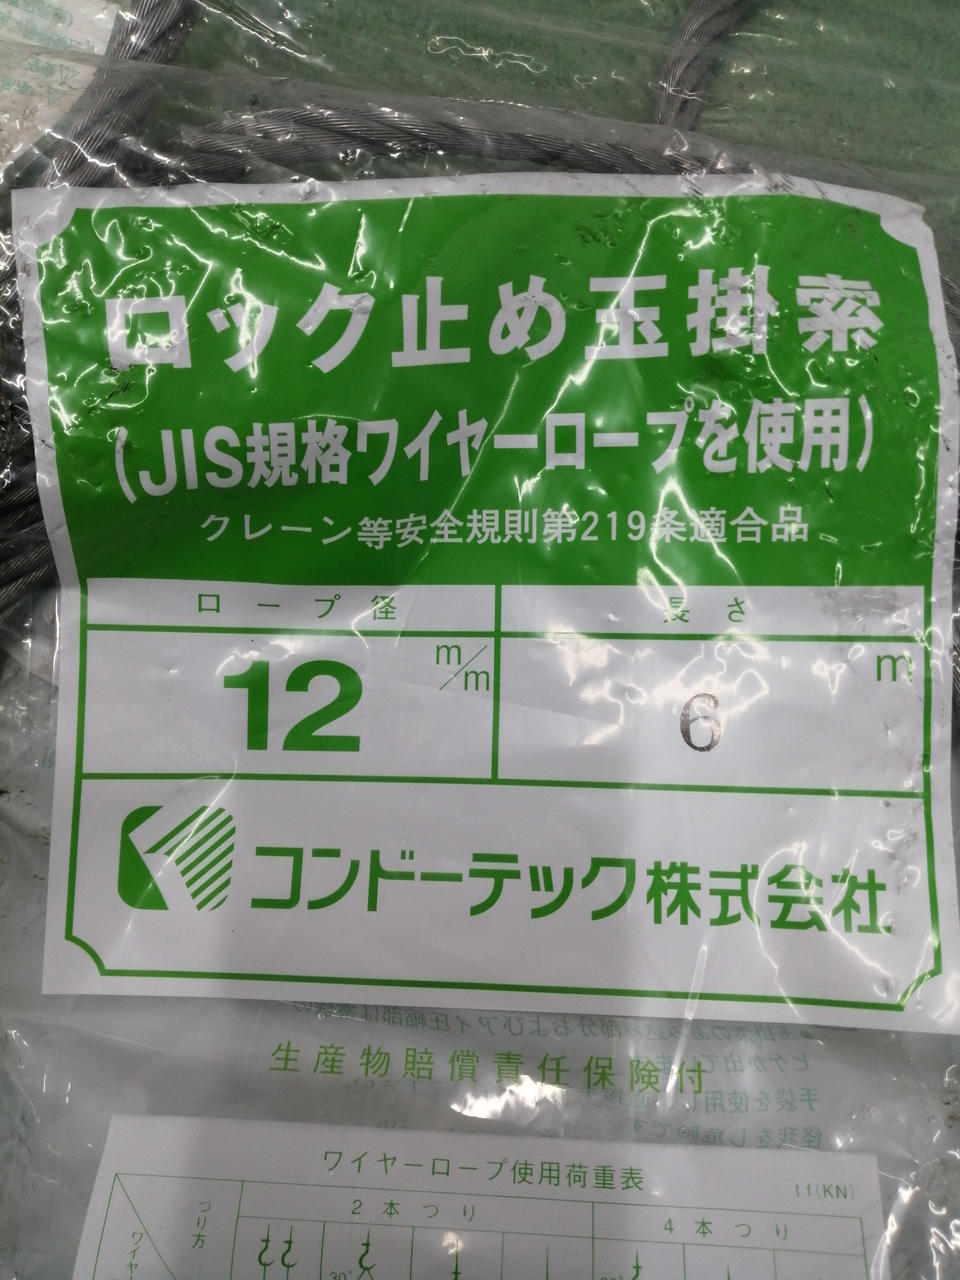 ロック止め玉掛索
(JIS規格ワイヤーロープを使用)
クレーン等安全規則第219条適合品
ロープ径
長さ
12 m/m
6 m
コンドーテック株式会社
生産物賠償責任保険付
ワイヤーロープ使用荷重表
tf(KN)
つり方
2本つり
4本つり
ワイヤ
30°